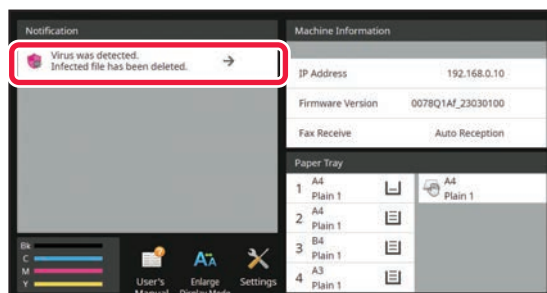 Notification
Virus was detected.
Infected file has been deleted.
Machine Information
IP Address 192.168.0.10
Firmware Version 0078Q1Af_23030100
Fax Receive Auto Reception
Paper Tray
1 A4
Plain 1
A4
Plain 1
2 A4
Plain 1
3 B4
Plain 1
4 A3
Plain 1
Bk
C
M
Y
User's
Manual
Enlarge
Display Mode
Settings